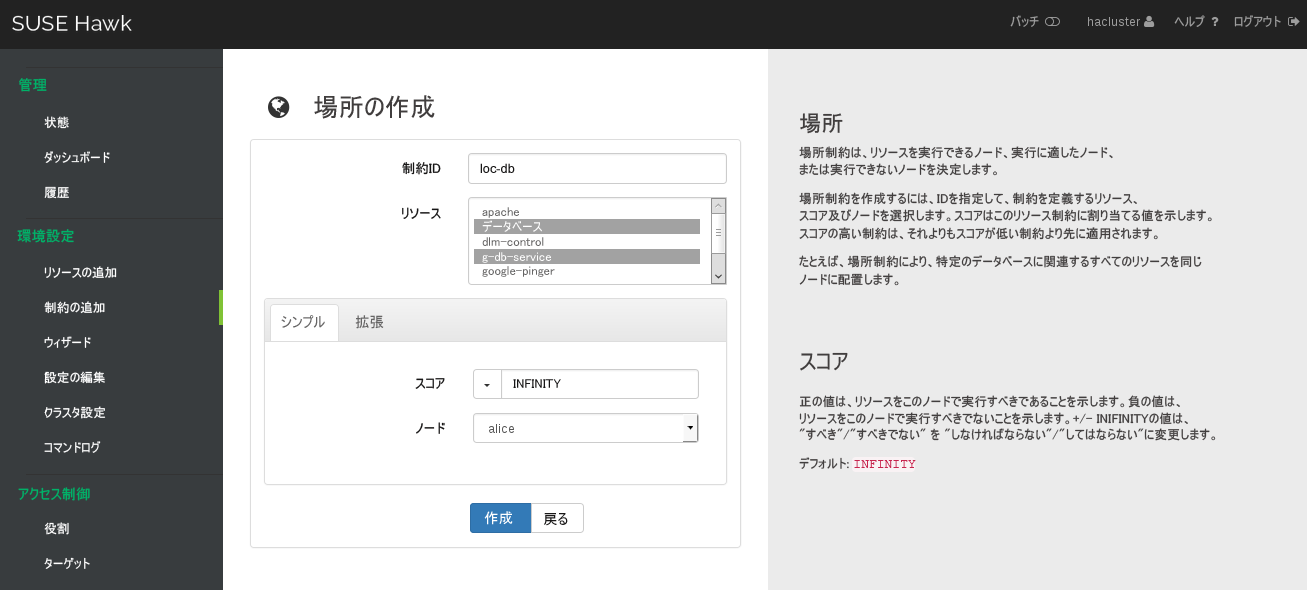 SUSE Hawk
バッチ hacluster ヘルプ ? ログアウト
管理
状態
ダッシュボード
履歴
環境設定
リソースの追加
制約の追加
ウィザード
設定の編集
クラスタ設定
コマンドログ
アクセス制御
役割
ターゲット
場所の作成
制約ID loc-db
リソース
apache
データベース
dlm-control
g-db-service
google-pinger
シンプル 拡張
スコア INFINITY
ノード alice
作成 戻る
場所
場所制約は、リソースを実行できるノード、実行に適したノード、
または実行できないノードを決定します。
場所制約を作成するには、IDを指定して、制約を定義するリソース、
スコア及びノードを選択します。スコアはこのリソース制約に割り当てる値を示します。
スコアの高い制約は、それよりもスコアが低い制約より先に適用されます。
たとえば、場所制約により、特定のデータベースに関連するすべてのリソースを同じ
ノードに配置します。
スコア
正の値は、リソースをこのノードで実行すべきであることを示します。負の値は、
リソースをこのノードで実行すべきでないことを示します。+/- INIFINITYの値は、
"すべき"/"すべきでない" を "しなければならない"/"してはならない"に変更します。
デフォルト: INFINITY